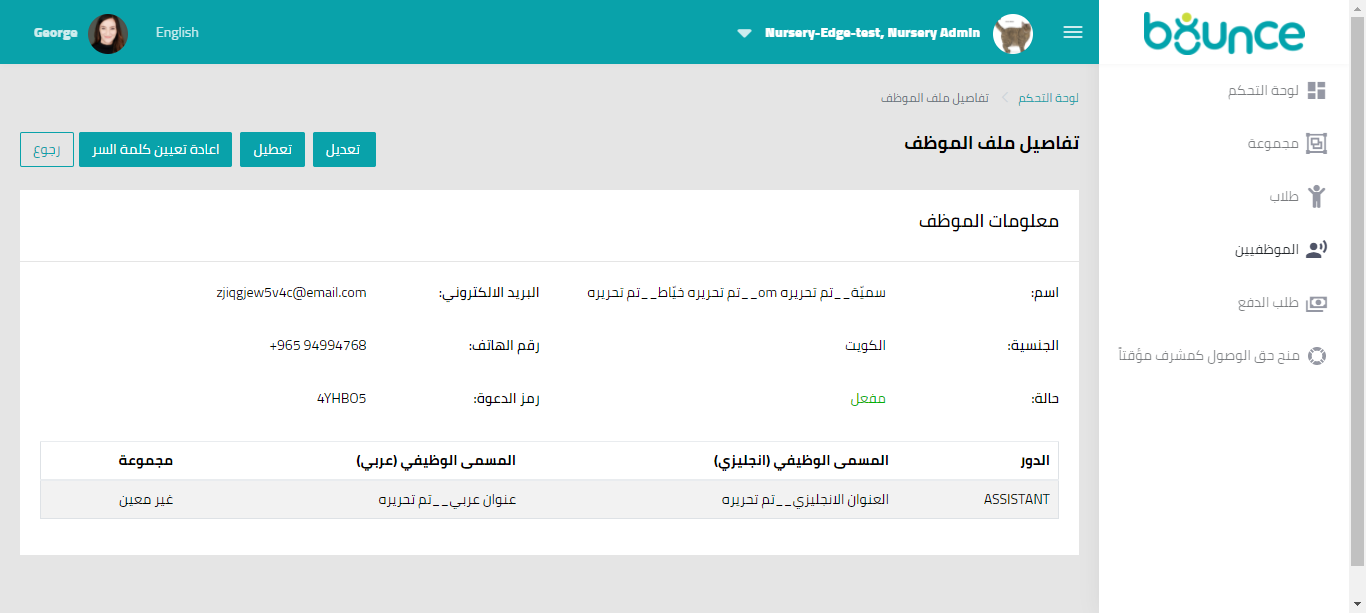 bounce
Nursery-Edge-test, Nursery Admin
English
George
لوحة التحكم
مجموعة
طلاب
الموظفيين
طلب الدفع
منح حق الوصول كمشرف مؤقتاً
لوحة التحكم تفاصيل ملف الموظف
تفاصيل ملف الموظف
تعديل
تعطيل
اعادة تعيين كلمة السر
رجوع
معلومات الموظف
اسم: سميّة__تم تحريره om__تم تحريره خيّاط__تم تحريره البريد الالكتروني: zjiqgjew5v4c@email.com
الجنسية: الكويت رقم الهاتف: +965 94994768
حالة: مفعل رمز الدعوة: 4YHBO5
الدور المسمى الوظيفي (انجليزي) المسمى الوظيفي (عربي) مجموعة
ASSISTANT العنوان الانجليزي__تم تحريره عنوان عربي__تم تحريره غير معين